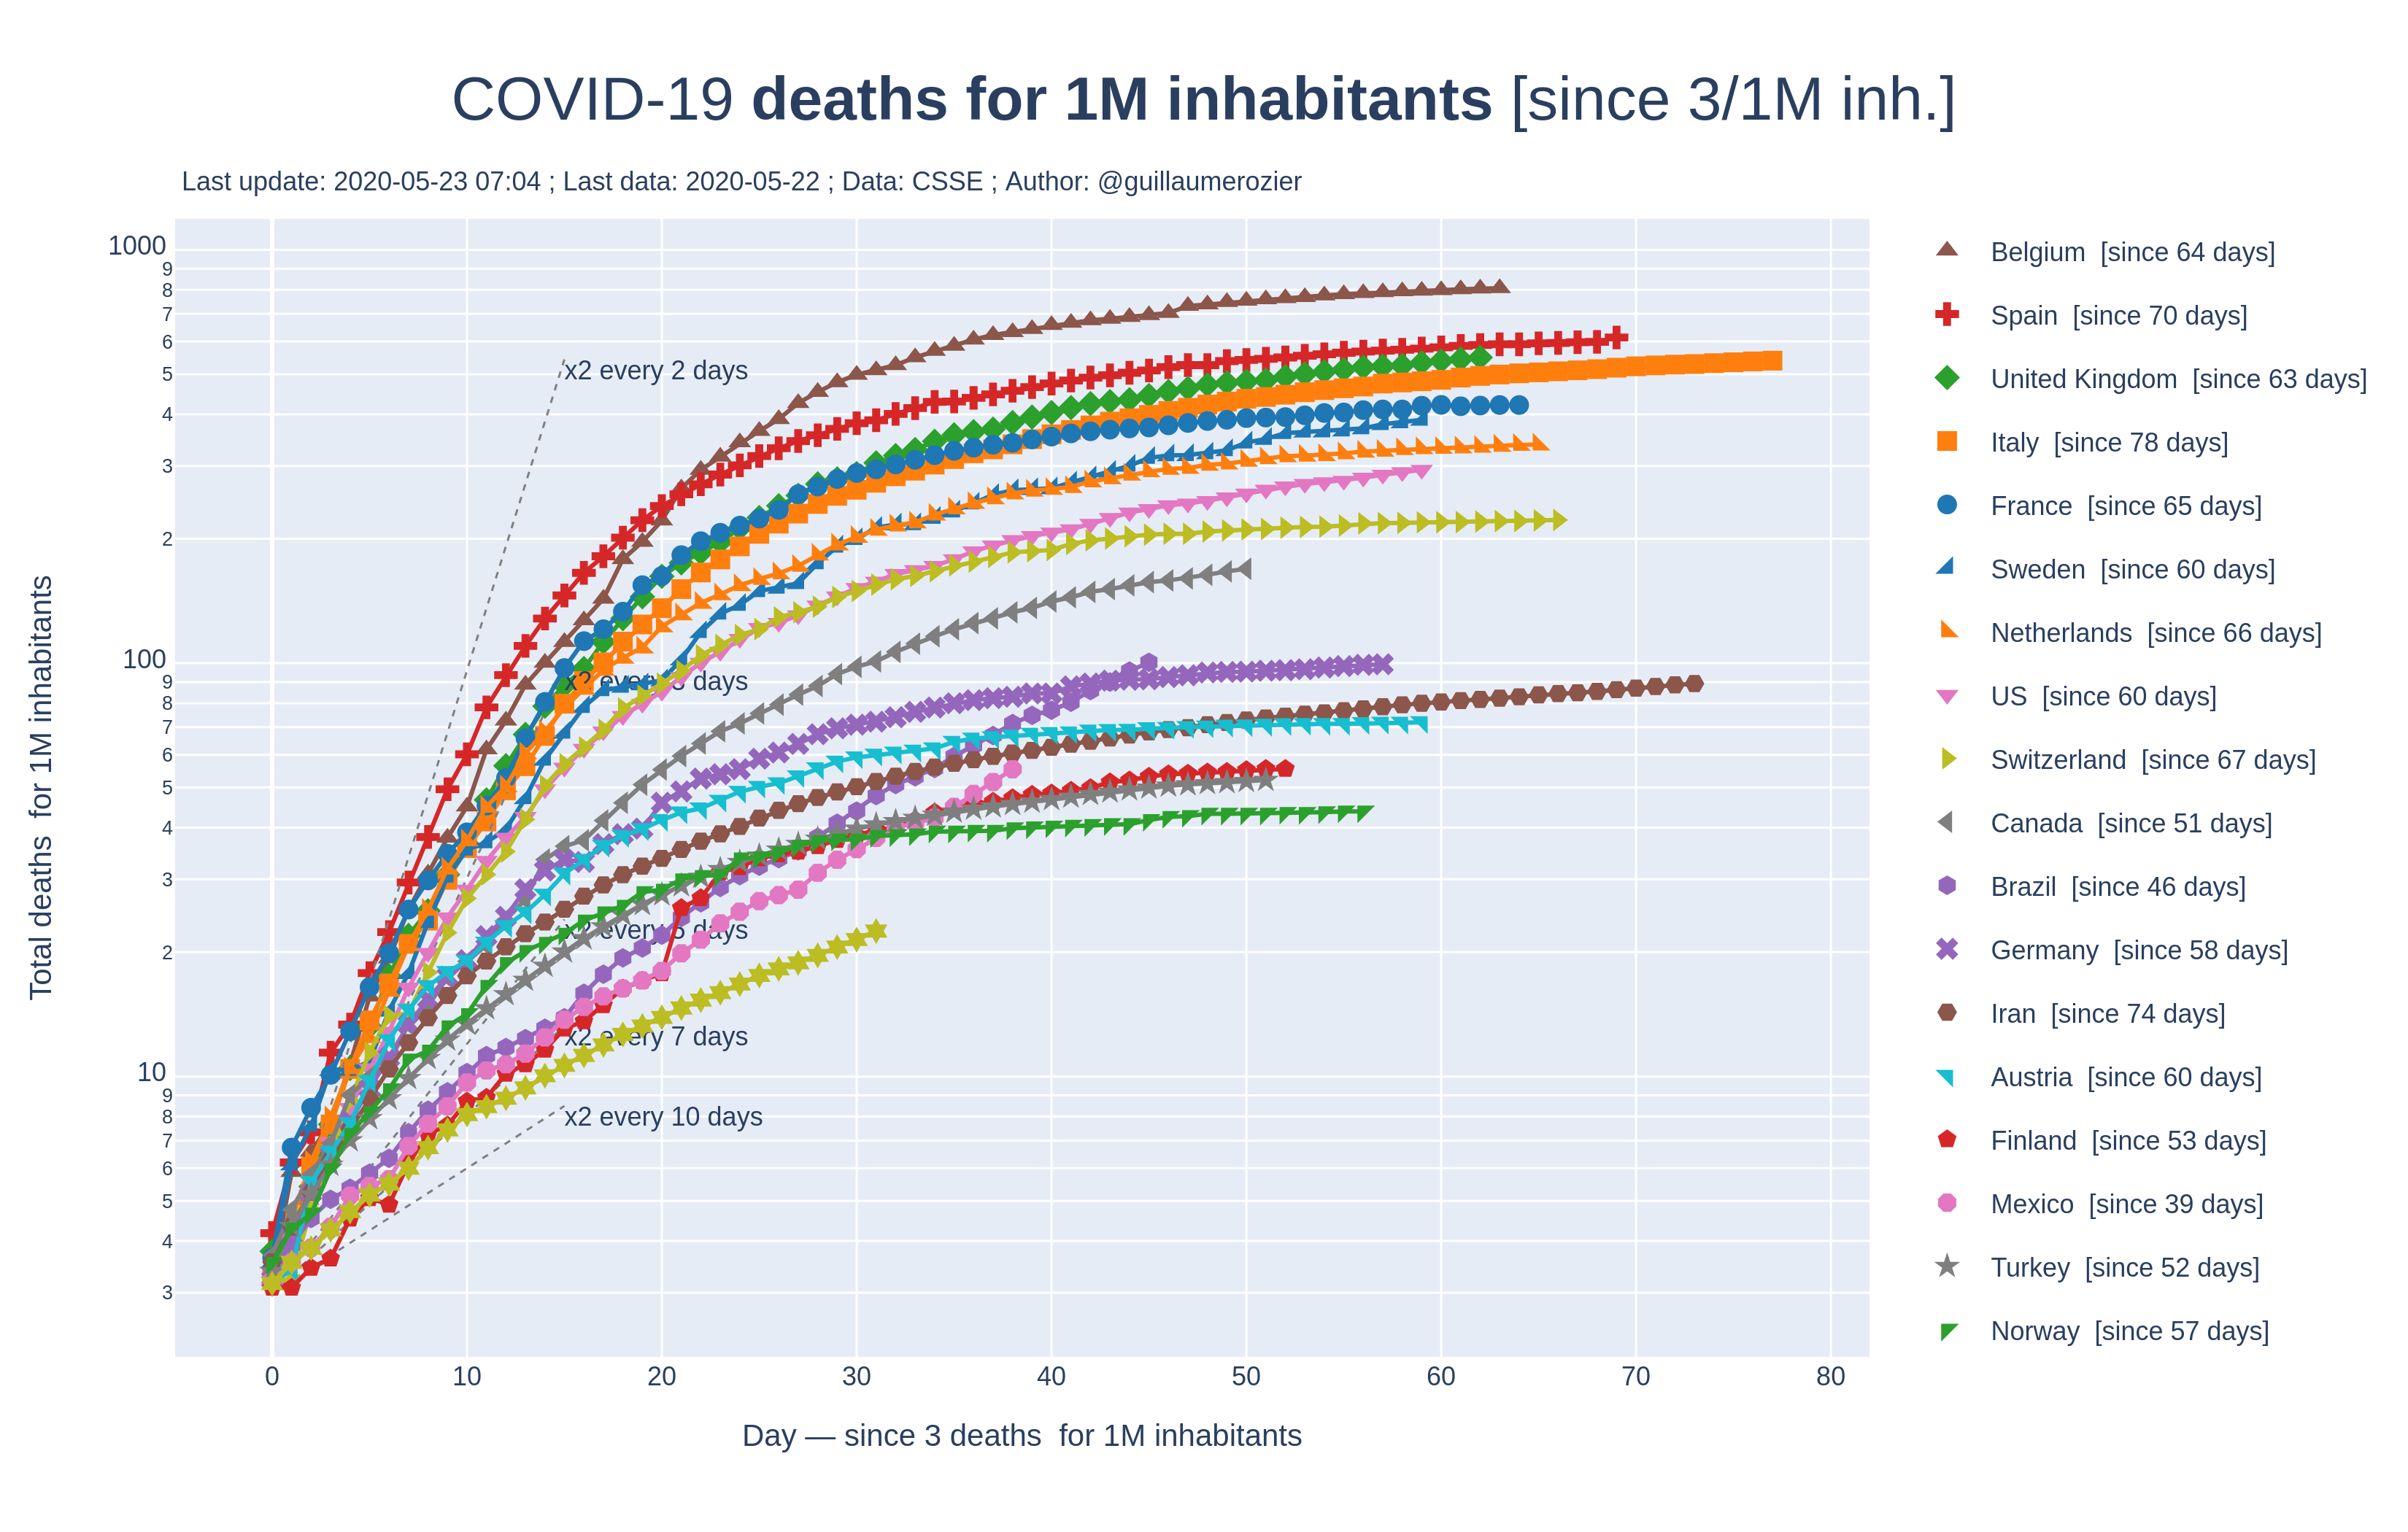 COVID-19 deaths for 1M inhabitants [since 3/1M inh.]
Last update: 2020-05-23 07:04 ; Last data: 2020-05-22 ; Data: CSSE ; Author: @guillaumerozier
Total deaths for 1M inhabitants
1000
9
8
7
6
5
4
3
2
100
9
8
7
6
5
4
3
2
10
9
8
7
6
5
4
3
x2 every 2 days
x2 every 3 days
x2 every 5 days
x2 every 7 days
x2 every 10 days
0 10 20 30 40 50 60 70 80
Day — since 3 deaths for 1M inhabitants
Belgium [since 64 days]
Spain [since 70 days]
United Kingdom [since 63 days]
Italy [since 78 days]
France [since 65 days]
Sweden [since 60 days]
Netherlands [since 66 days]
US [since 60 days]
Switzerland [since 67 days]
Canada [since 51 days]
Brazil [since 46 days]
Germany [since 58 days]
Iran [since 74 days]
Austria [since 60 days]
Finland [since 53 days]
Mexico [since 39 days]
Turkey [since 52 days]
Norway [since 57 days]